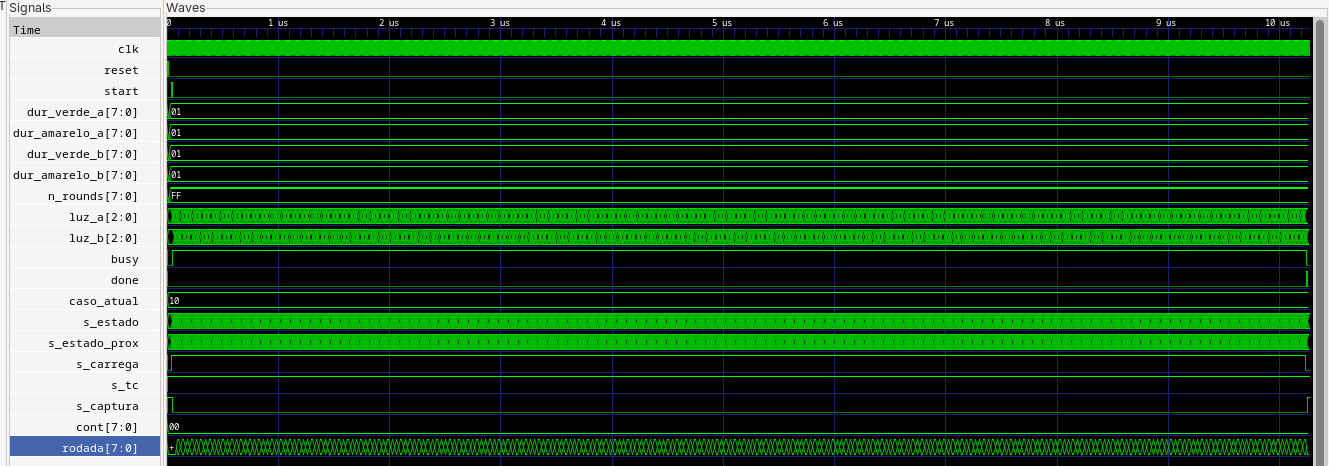 T Signals Waves
Time 0 1 us 2 us 3 us 4 us 5 us 6 us 7 us 8 us 9 us 10 us
clk
reset
start
dur_verde_a[7:0] 01
dur_amarelo_a[7:0] 01
dur_verde_b[7:0] 01
dur_amarelo_b[7:0] 01
n_rounds[7:0] FF
luz_a[2:0]
luz_b[2:0]
busy
done
caso_atual 10
s_estado
s_estado_prox
s_carrega
s_tc
s_captura
cont[7:0] 00
rodada[7:0] +